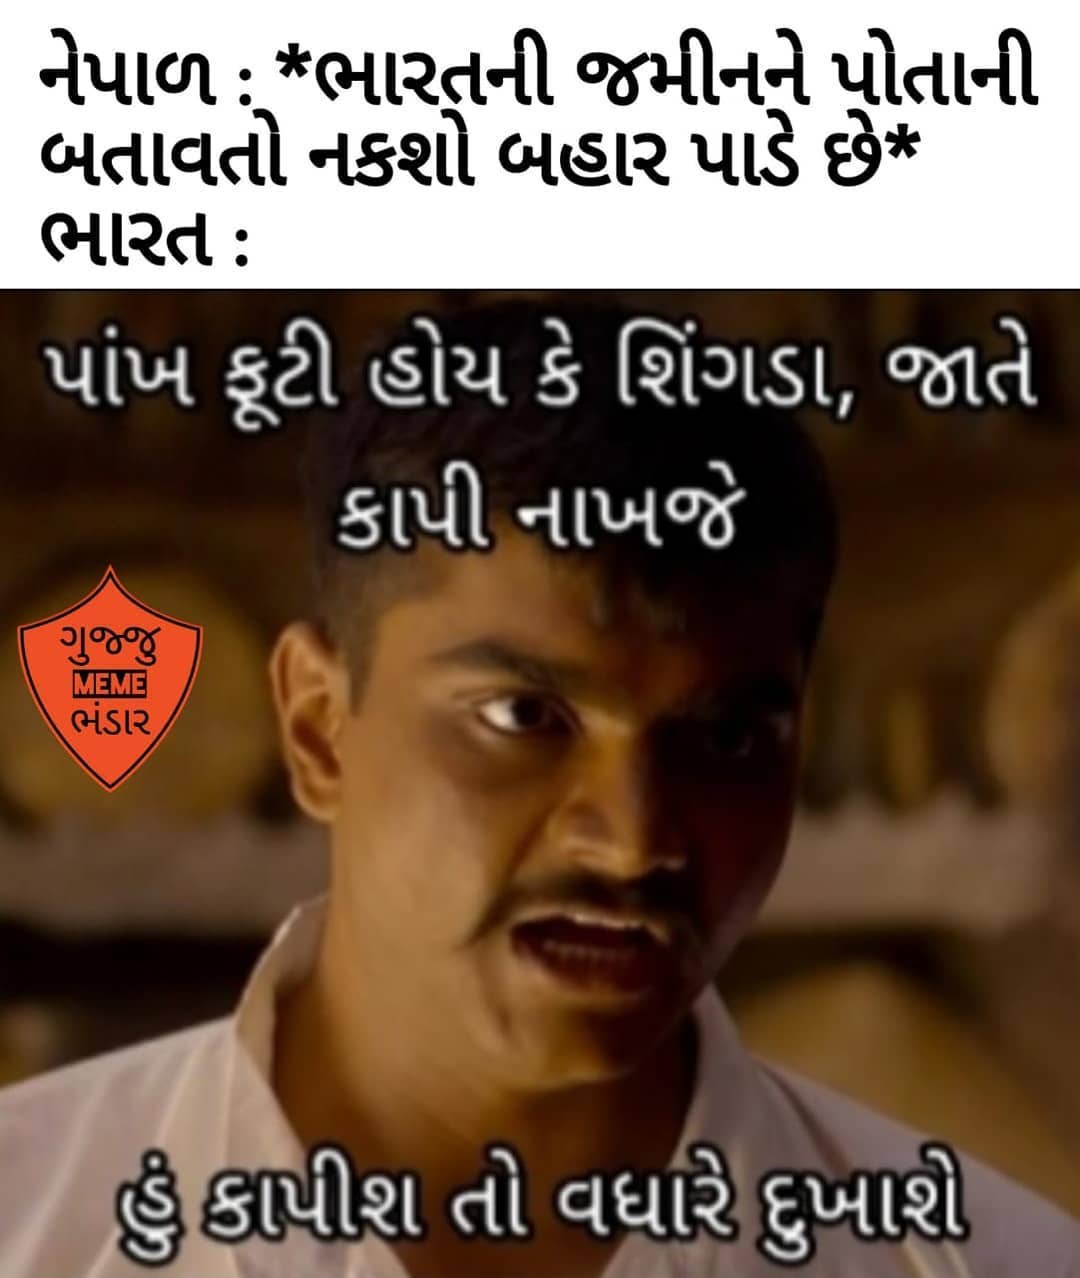 નેપાળ : *ભારતની જમીનને પોતાની
બતાવતો નકશો બહાર પાડે છે*
ભારત :
પાંખ ફૂટી હોય કે શિંગડા, જાતે
કાપી નાખજે
ગુજ્જુ
MEME
ભંડાર
હું કાપીશ તો વધારે દુખાશે